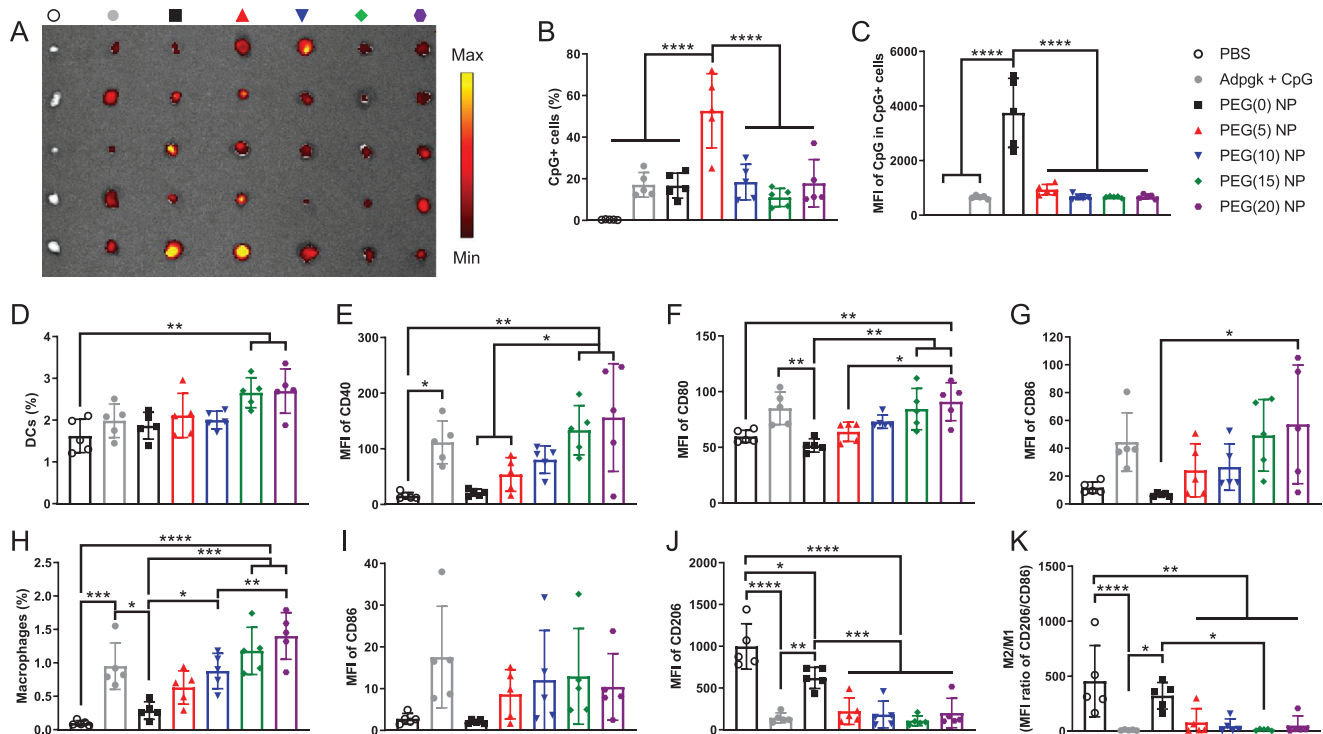 A
Max
Min
B
CpG+ cells (%)
80
60
40
20
0
****
****
C
MFI of CpG in CpG+ cells
6000
4000
2000
0
****
****
PBS
Adpgk + CpG
PEG(0) NP
PEG(5) NP
PEG(10) NP
PEG(15) NP
PEG(20) NP
D
DCs (%)
4
3
2
1
0
**
E
MFI of CD40
300
200
100
0
**
*
*
F
MFI of CD80
150
100
50
0
**
**
**
*
G
MFI of CD86
120
100
80
60
40
20
0
*
H
Macrophages (%)
2.5
2.0
1.5
1.0
0.5
0.0
****
***
***
*
*
**
I
MFI of CD86
40
30
20
10
0
J
MFI of CD206
2000
1500
1000
500
0
****
*
****
**
***
K
M2/M1
(MFI ratio of CD206/CD86)
1500
1000
500
0
**
****
*
*